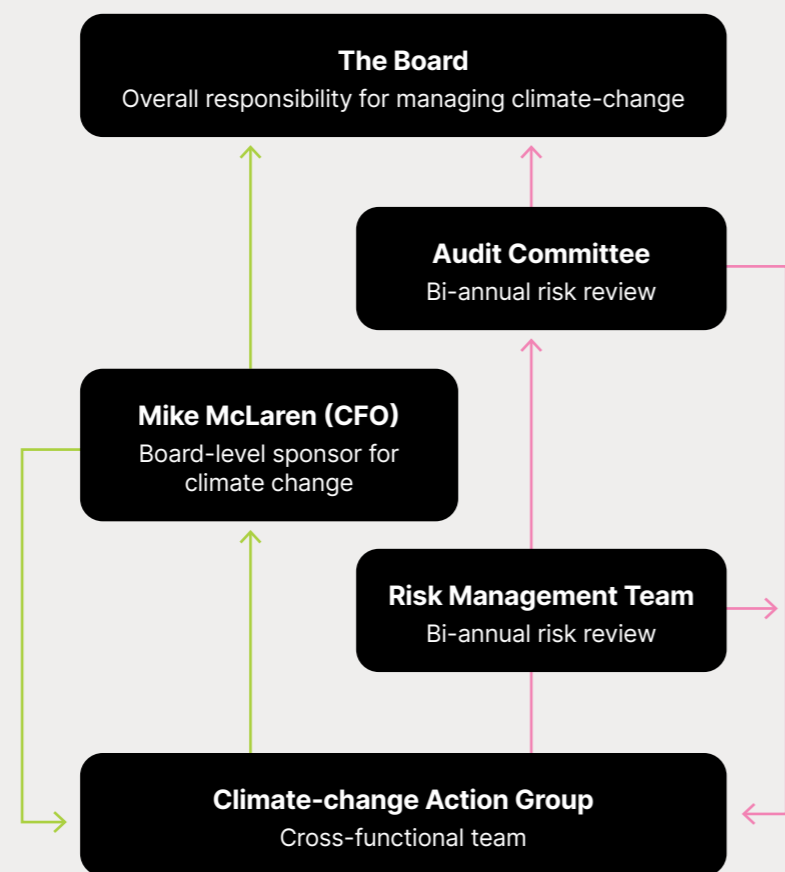 The Board
Overall responsibility for managing climate-change
Audit Committee
Bi-annual risk review
Mike McLaren (CFO)
Board-level sponsor for
climate change
Risk Management Team
Bi-annual risk review
Climate-change Action Group
Cross-functional team